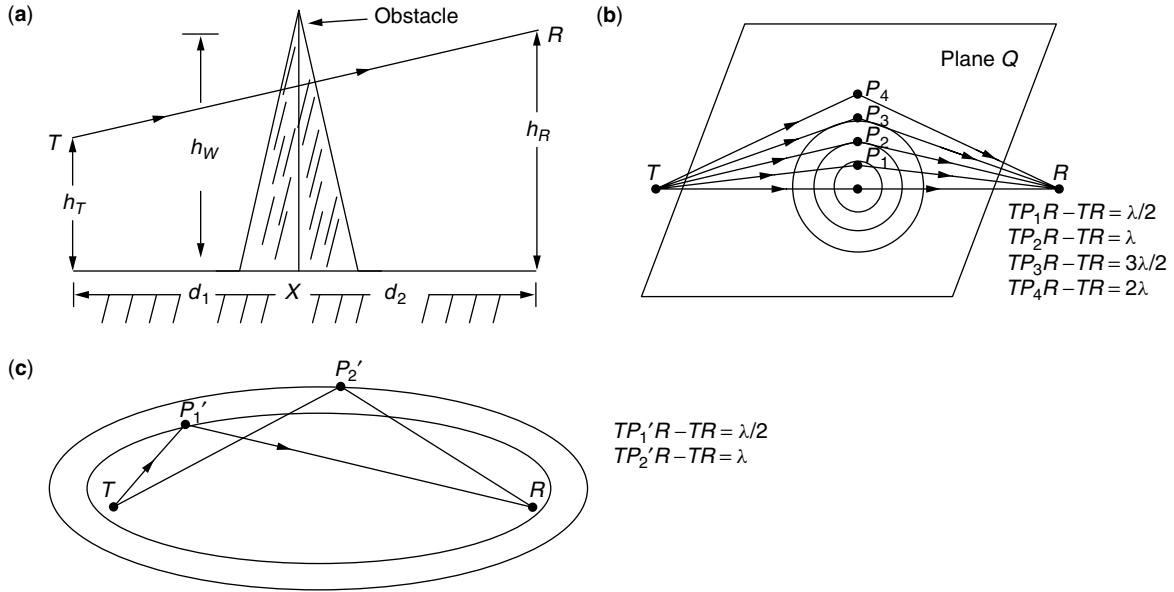 (a)
Obstacle
R
T
h_W
h_R
h_T
d_1
X
d_2
(b)
Plane Q
P_4
P_3
P_2
P_1
T
R
TP_1R – TR = λ/2
TP_2R – TR = λ
TP_3R – TR = 3λ/2
TP_4R – TR = 2λ
(c)
P_2′
P_1′
T
R
TP_1′R – TR = λ/2
TP_2′R – TR = λ